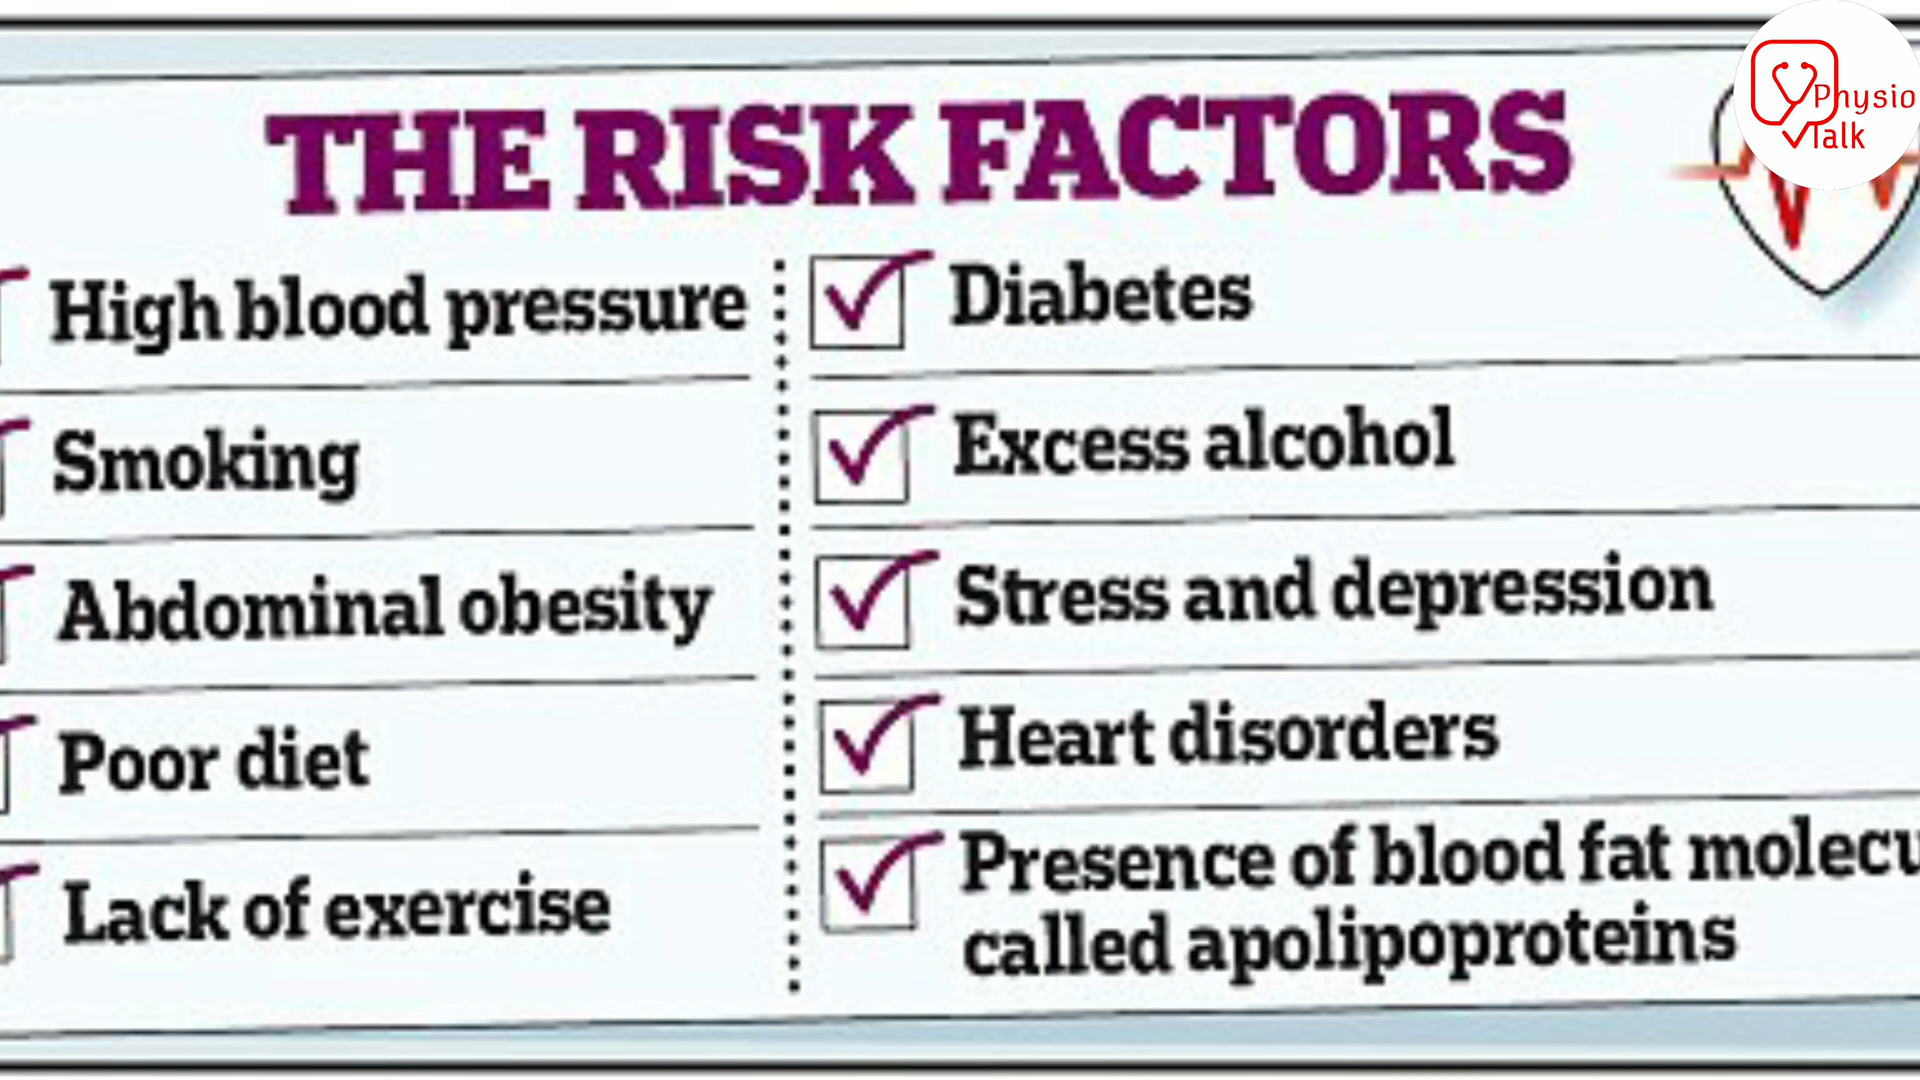 THE RISK FACTORS
High blood pressure
Smoking
Abdominal obesity
Poor diet
Lack of exercise
Diabetes
Excess alcohol
Stress and depression
Heart disorders
Presence of blood fat molecu
called apolipoproteins
Physio
Talk